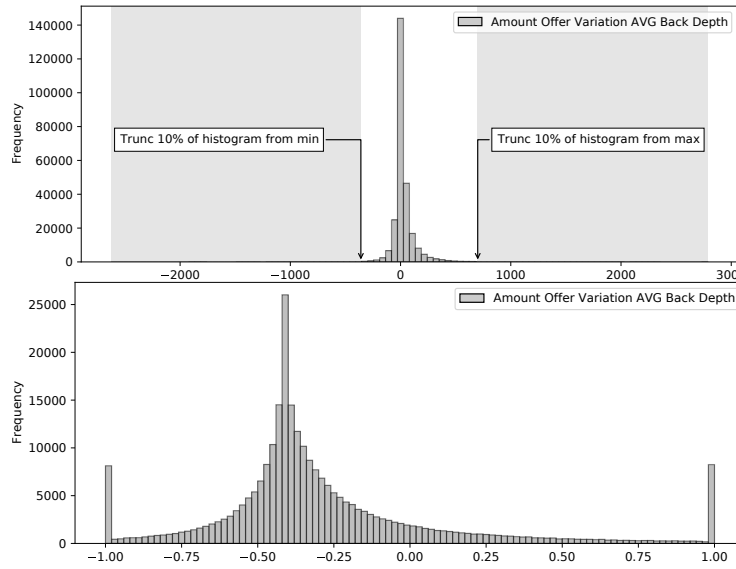 Amount Offer Variation AVG Back Depth
140000
120000
100000
80000
60000
40000
20000
0
Frequency
Trunc 10% of histogram from min
Trunc 10% of histogram from max
−2000 −1000 0 1000 2000 3000
Amount Offer Variation AVG Back Depth
25000
20000
15000
10000
5000
0
Frequency
−1.00 −0.75 −0.50 −0.25 0.00 0.25 0.50 0.75 1.00